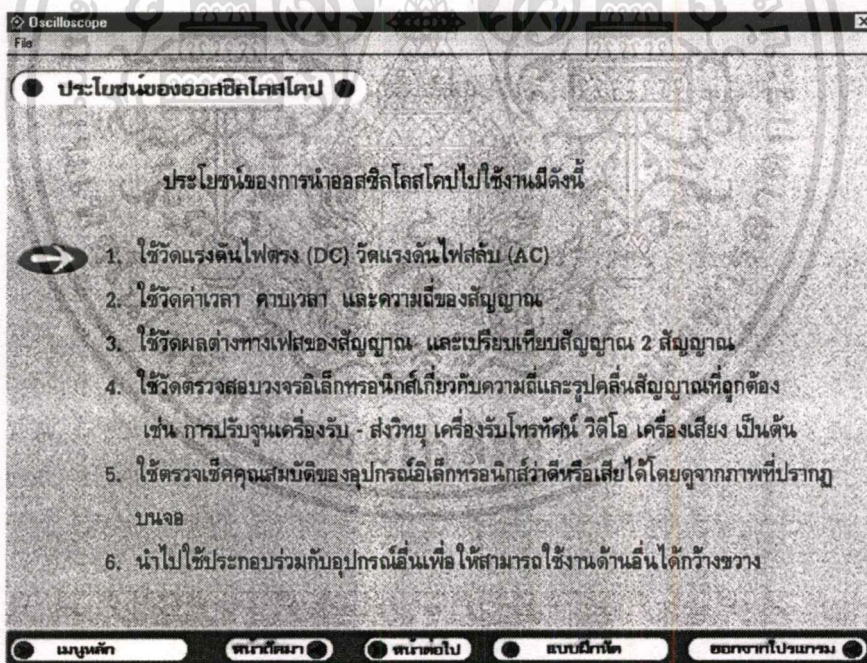 Oscilloscope
File
ประโยชน์ของออสซิลโลสโคป
ประโยชน์ของการนำออสซิลโลสโคปไปใช้งานมีดังนี้
1. ใช้วัดแรงดันไฟตรง (DC) วัดแรงดันไฟสลับ (AC)
2. ใช้วัดค่าเวลา คาบเวลา และความถี่ของสัญญาณ
3. ใช้วัดผลต่างทางเฟสของสัญญาณ และเปรียบเทียบสัญญาณ 2 สัญญาณ
4. ใช้วัดตรวจสอบวงจรอิเล็กทรอนิกส์เกี่ยวกับความถี่และรูปคลื่นสัญญาณที่ถูกต้อง
เช่น การปรับจูนเครื่องรับ - ส่งวิทยุ เครื่องรับโทรทัศน์ วิดีโอ เครื่องเสียง เป็นต้น
5. ใช้ตรวจเช็คคุณสมบัติของอุปกรณ์อิเล็กทรอนิกส์ว่าดีหรือเสียได้โดยดูจากภาพที่ปรากฏ
บนจอ
6. นำไปใช้ประกอบร่วมกับอุปกรณ์อื่นเพื่อให้สามารถใช้งานด้านอื่นได้กว้างขวาง
เมนูหลัก หน้าถัดมา หน้าต่อไป แบบฝึกหัด ออกจากโปรแกรม